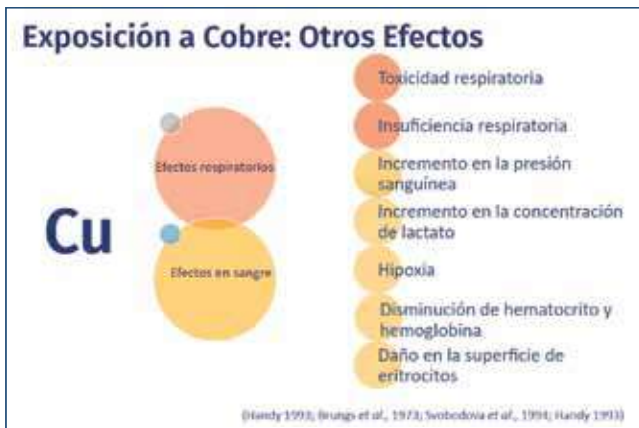 Exposición a Cobre: Otros Efectos
Cu
Efectos respiratorios
Efectos en sangre
Toxicidad respiratoria
Insuficiencia respiratoria
Incremento en la presión
sanguínea
Incremento en la concentración
de lactato
Hipoxia
Disminución de hematocrito y
hemoglobina
Daño en la superficie de
eritrocitos
(Handy 1993; Brungs et al., 1973; Svobodova et al., 1994; Handy 1993)